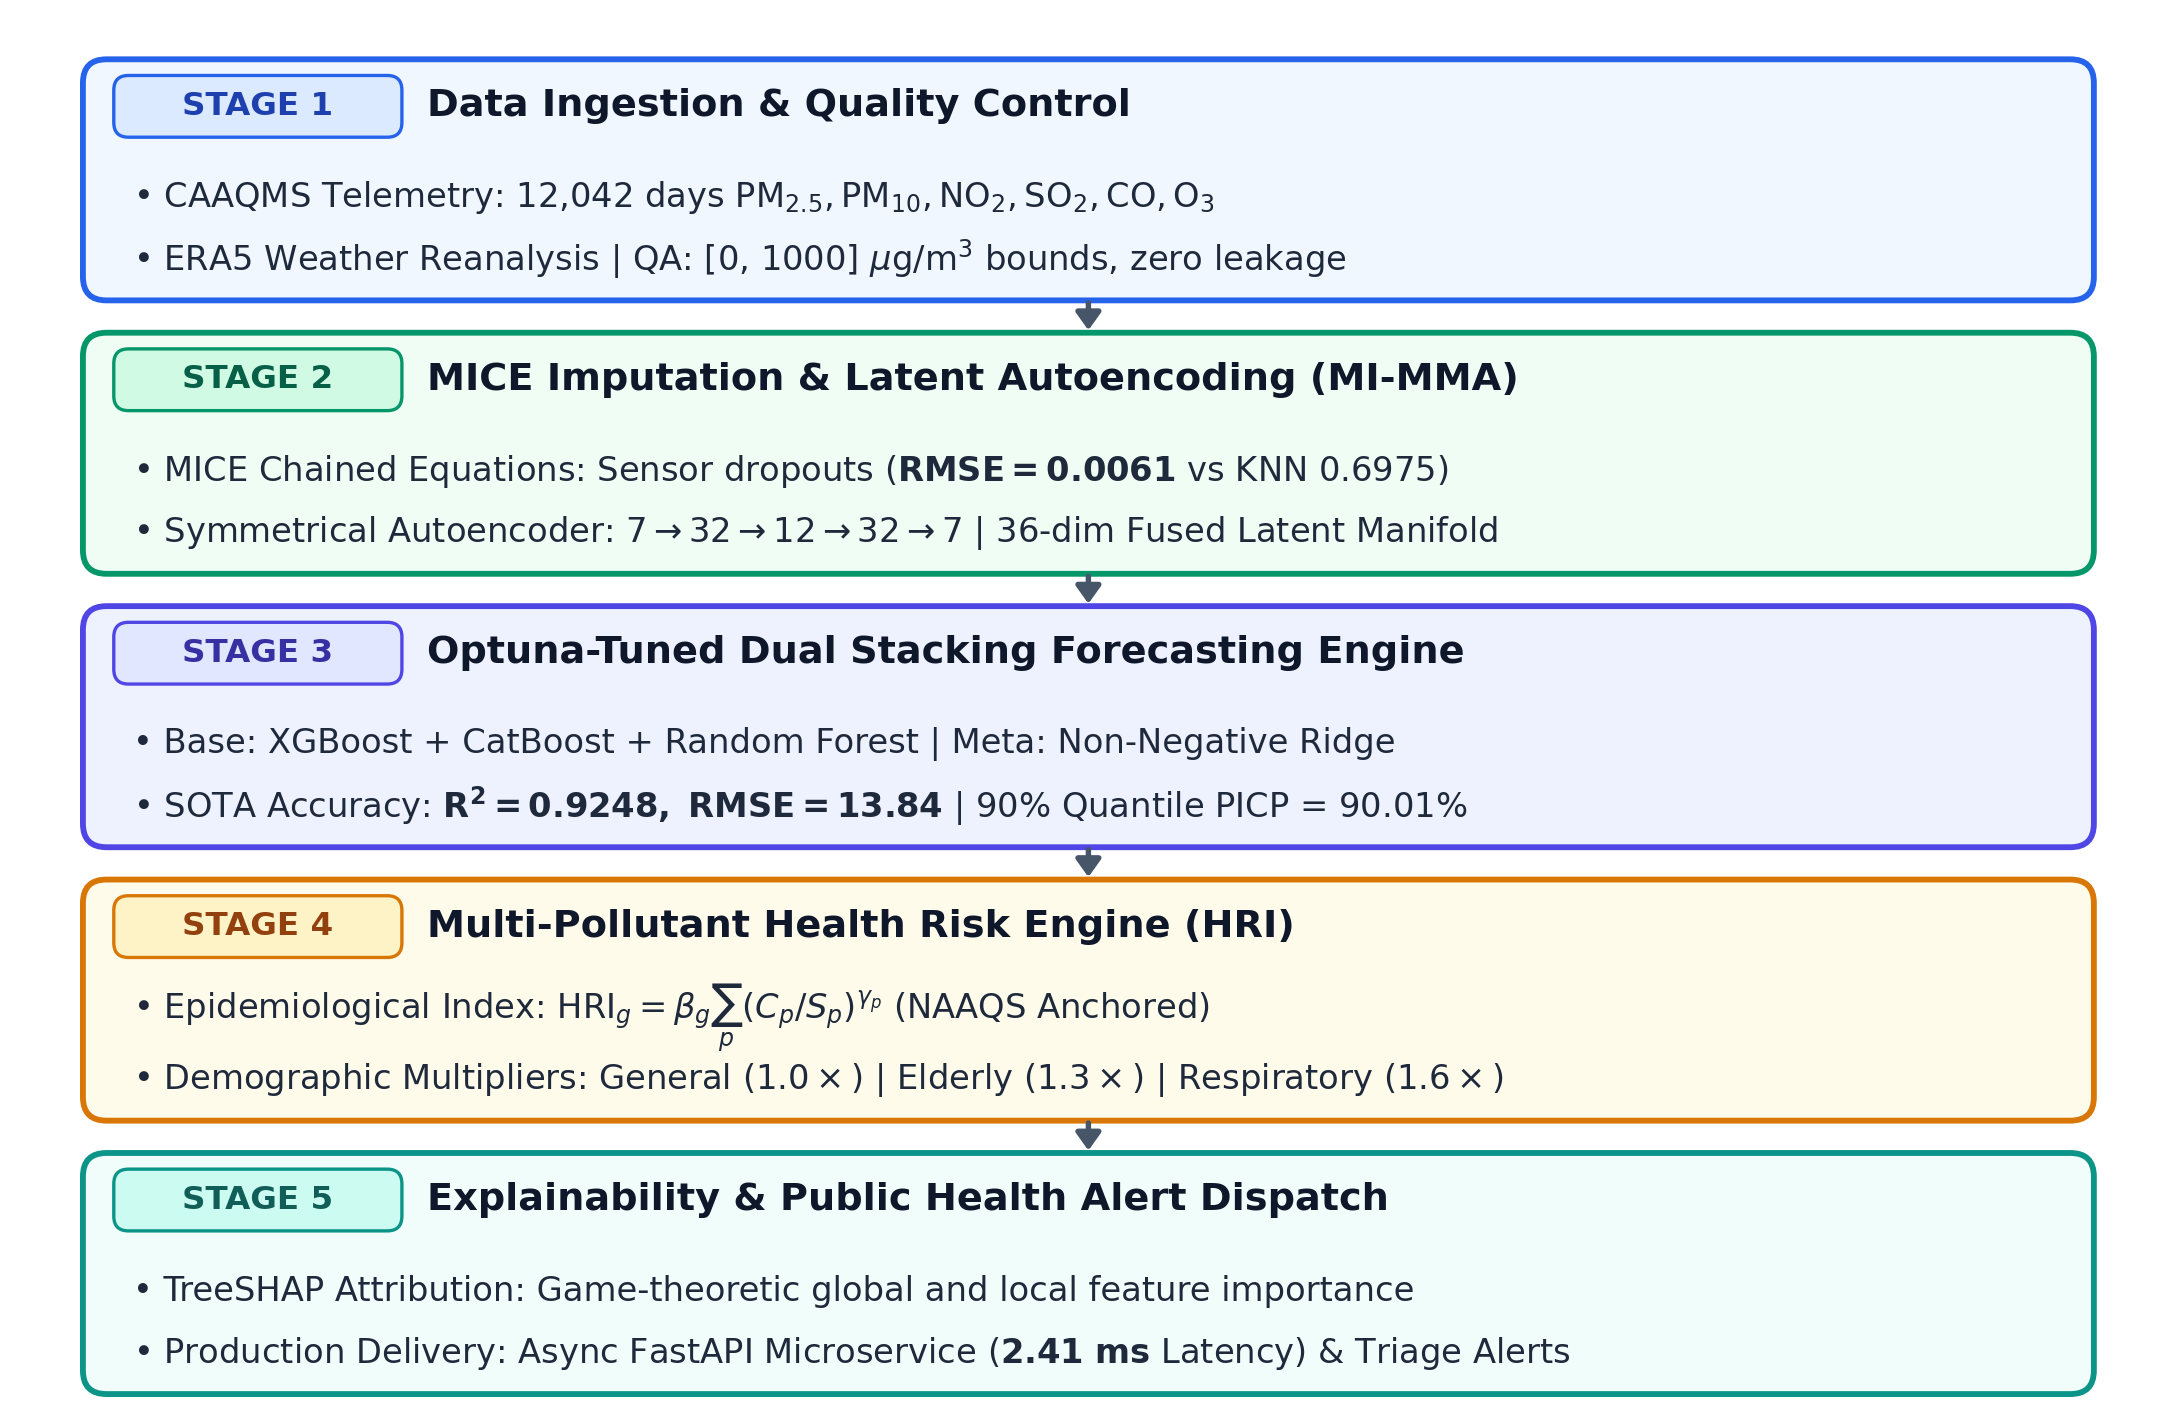 STAGE 1 Data Ingestion & Quality Control
• CAAQMS Telemetry: 12,042 days PM₂.₅, PM₁₀, NO₂, SO₂, CO, O₃
• ERA5 Weather Reanalysis | QA: [0, 1000] μg/m³ bounds, zero leakage
STAGE 2 MICE Imputation & Latent Autoencoding (MI-MMA)
• MICE Chained Equations: Sensor dropouts (RMSE = 0.0061 vs KNN 0.6975)
• Symmetrical Autoencoder: 7 → 32 → 12 → 32 → 7 | 36-dim Fused Latent Manifold
STAGE 3 Optuna-Tuned Dual Stacking Forecasting Engine
• Base: XGBoost + CatBoost + Random Forest | Meta: Non-Negative Ridge
• SOTA Accuracy: R² = 0.9248, RMSE = 13.84 | 90% Quantile PICP = 90.01%
STAGE 4 Multi-Pollutant Health Risk Engine (HRI)
• Epidemiological Index: HRI_g = β_g ∑_p (C_p/S_p)^{γ_p} (NAAQS Anchored)
• Demographic Multipliers: General (1.0 × ) | Elderly (1.3 × ) | Respiratory (1.6 × )
STAGE 5 Explainability & Public Health Alert Dispatch
• TreeSHAP Attribution: Game-theoretic global and local feature importance
• Production Delivery: Async FastAPI Microservice (2.41 ms Latency) & Triage Alerts